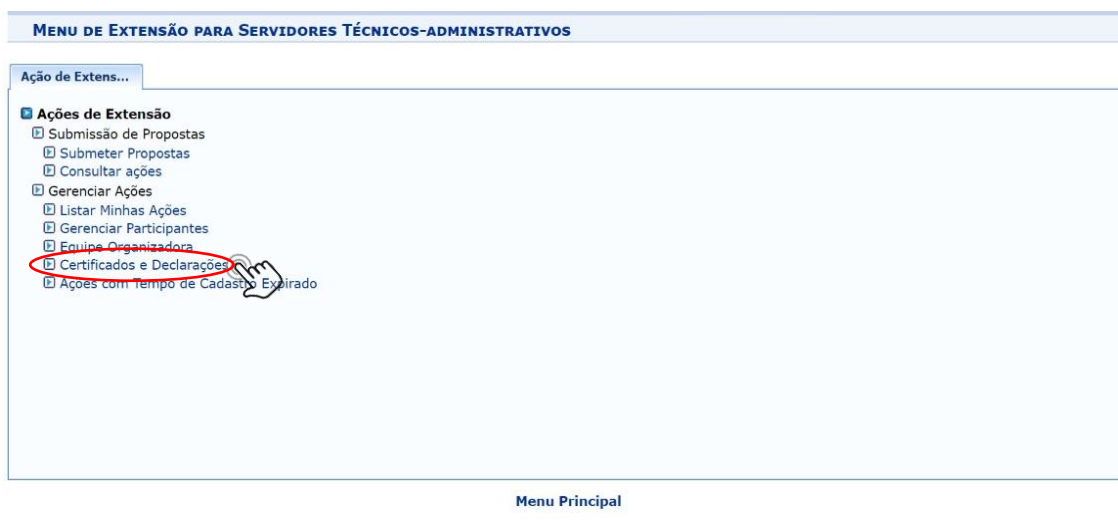 MENU DE EXTENSÃO PARA SERVIDORES TÉCNICOS-ADMINISTRATIVOS
Ação de Extens...
Ações de Extensão
Submissão de Propostas
Submeter Propostas
Consultar ações
Gerenciar Ações
Listar Minhas Ações
Gerenciar Participantes
Equipe Organizadora
Certificados e Declarações
Ações com Tempo de Cadastro Expirado
Menu Principal